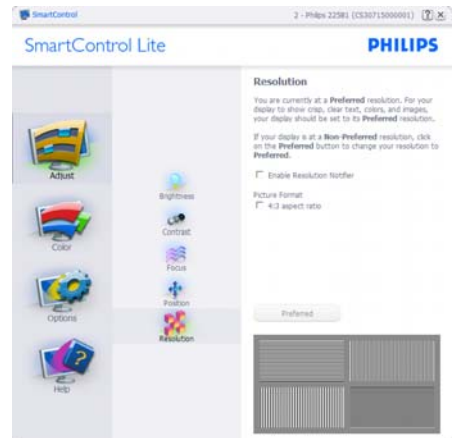 SmartControl
2 - Philips 225B1 (CS30715000001)
SmartControl Lite
PHILIPS
Adjust
Color
Options
Help
Brightness
Contrast
Focus
Position
Resolution
Resolution
You are currently at a Preferred resolution. For your
display to show crisp, clear text, colors, and images,
your display should be set to its Preferred resolution.
If your display is at a Non-Preferred resolution, click
on the Preferred button to change your resolution to
Preferred.
Enable Resolution Notifier
Picture Format
4:3 aspect ratio
Preferred